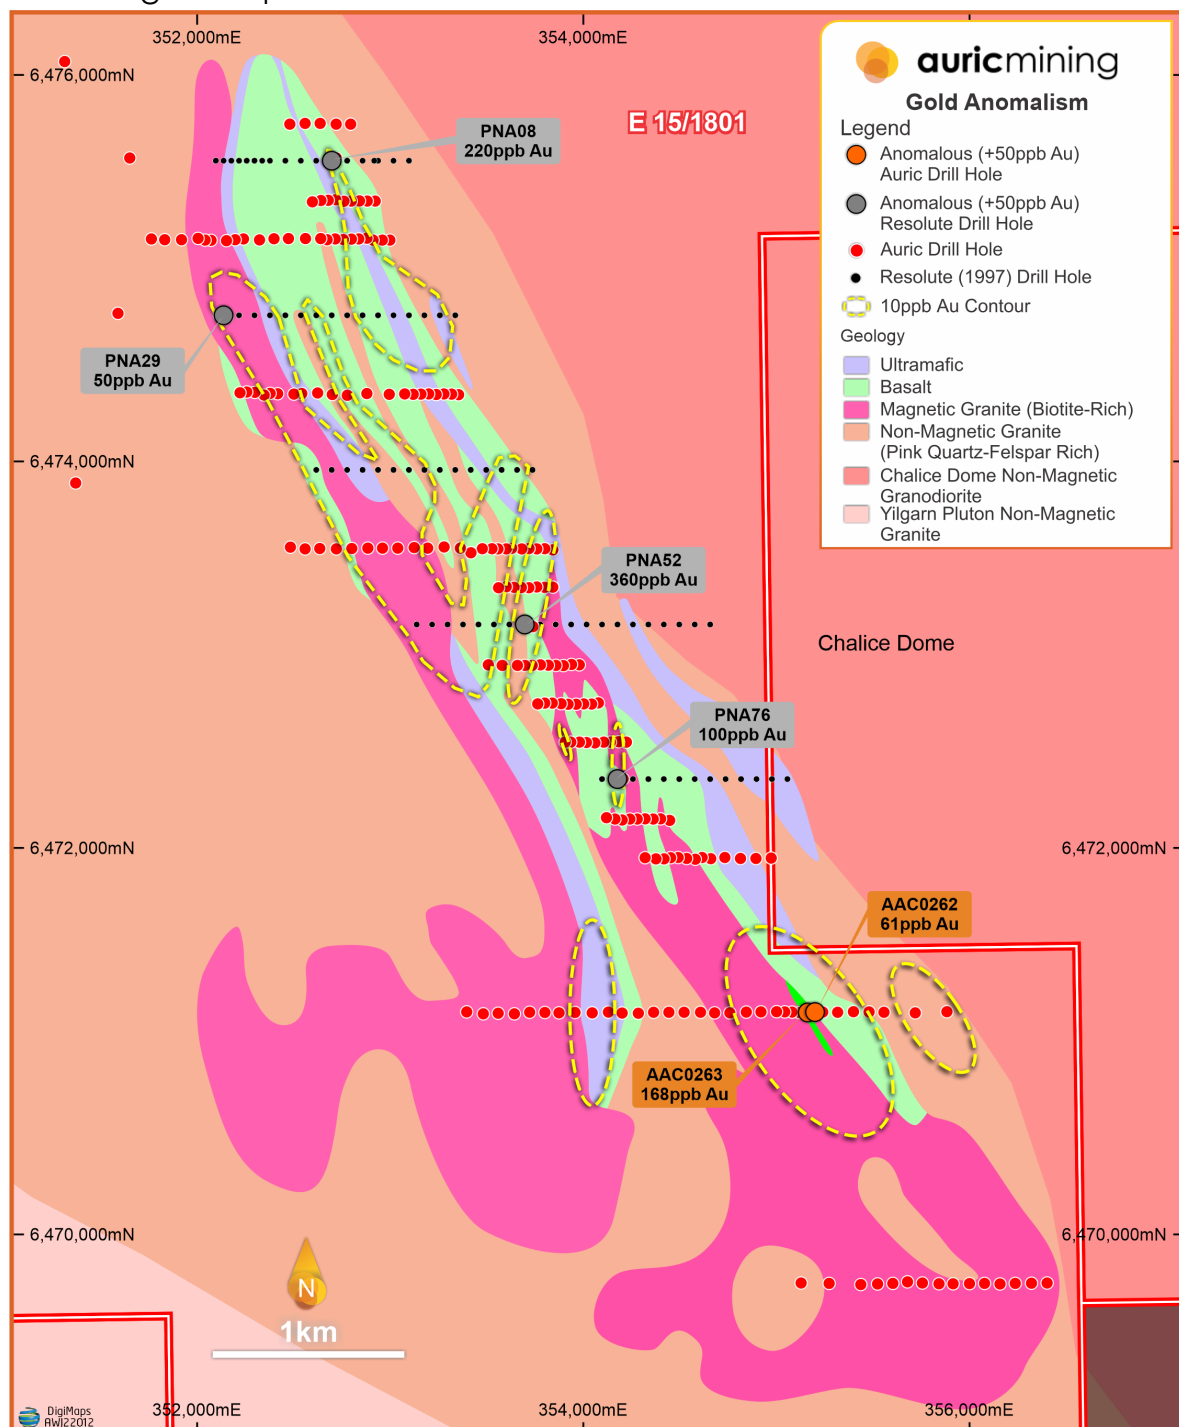 352,000mE
354,000mE
6,476,000mN
auricmining
Gold Anomalism
Legend
Anomalous (+50ppb Au)
Auric Drill Hole
Anomalous (+50ppb Au)
Resolute Drill Hole
Auric Drill Hole
Resolute (1997) Drill Hole
10ppb Au Contour
Geology
Ultramafic
Basalt
Magnetic Granite (Biotite-Rich)
Non-Magnetic Granite
(Pink Quartz-Felspar Rich)
Chalice Dome Non-Magnetic
Granodiorite
Yilgarn Pluton Non-Magnetic
Granite
E 15/1801
PNA08
220ppb Au
PNA29
50ppb Au
6,474,000mN
PNA52
360ppb Au
Chalice Dome
PNA76
100ppb Au
6,472,000mN
6,472,000mN
AAC0262
61ppb Au
AAC0263
168ppb Au
6,470,000mN
6,470,000mN
N
1km
DigiMaps
AWI22012
352,000mE
354,000mE
356,000mE